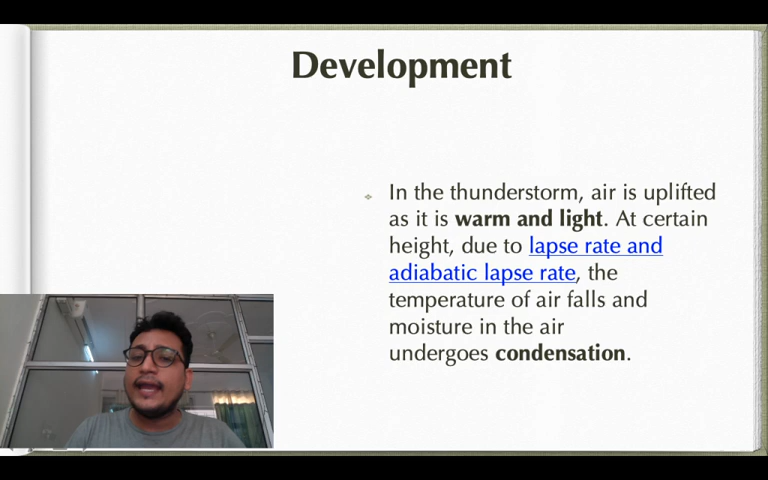 Development
In the thunderstorm, air is uplifted
as it is warm and light. At certain
height, due to lapse rate and
adiabatic lapse rate, the
temperature of air falls and
moisture in the air
undergoes condensation.